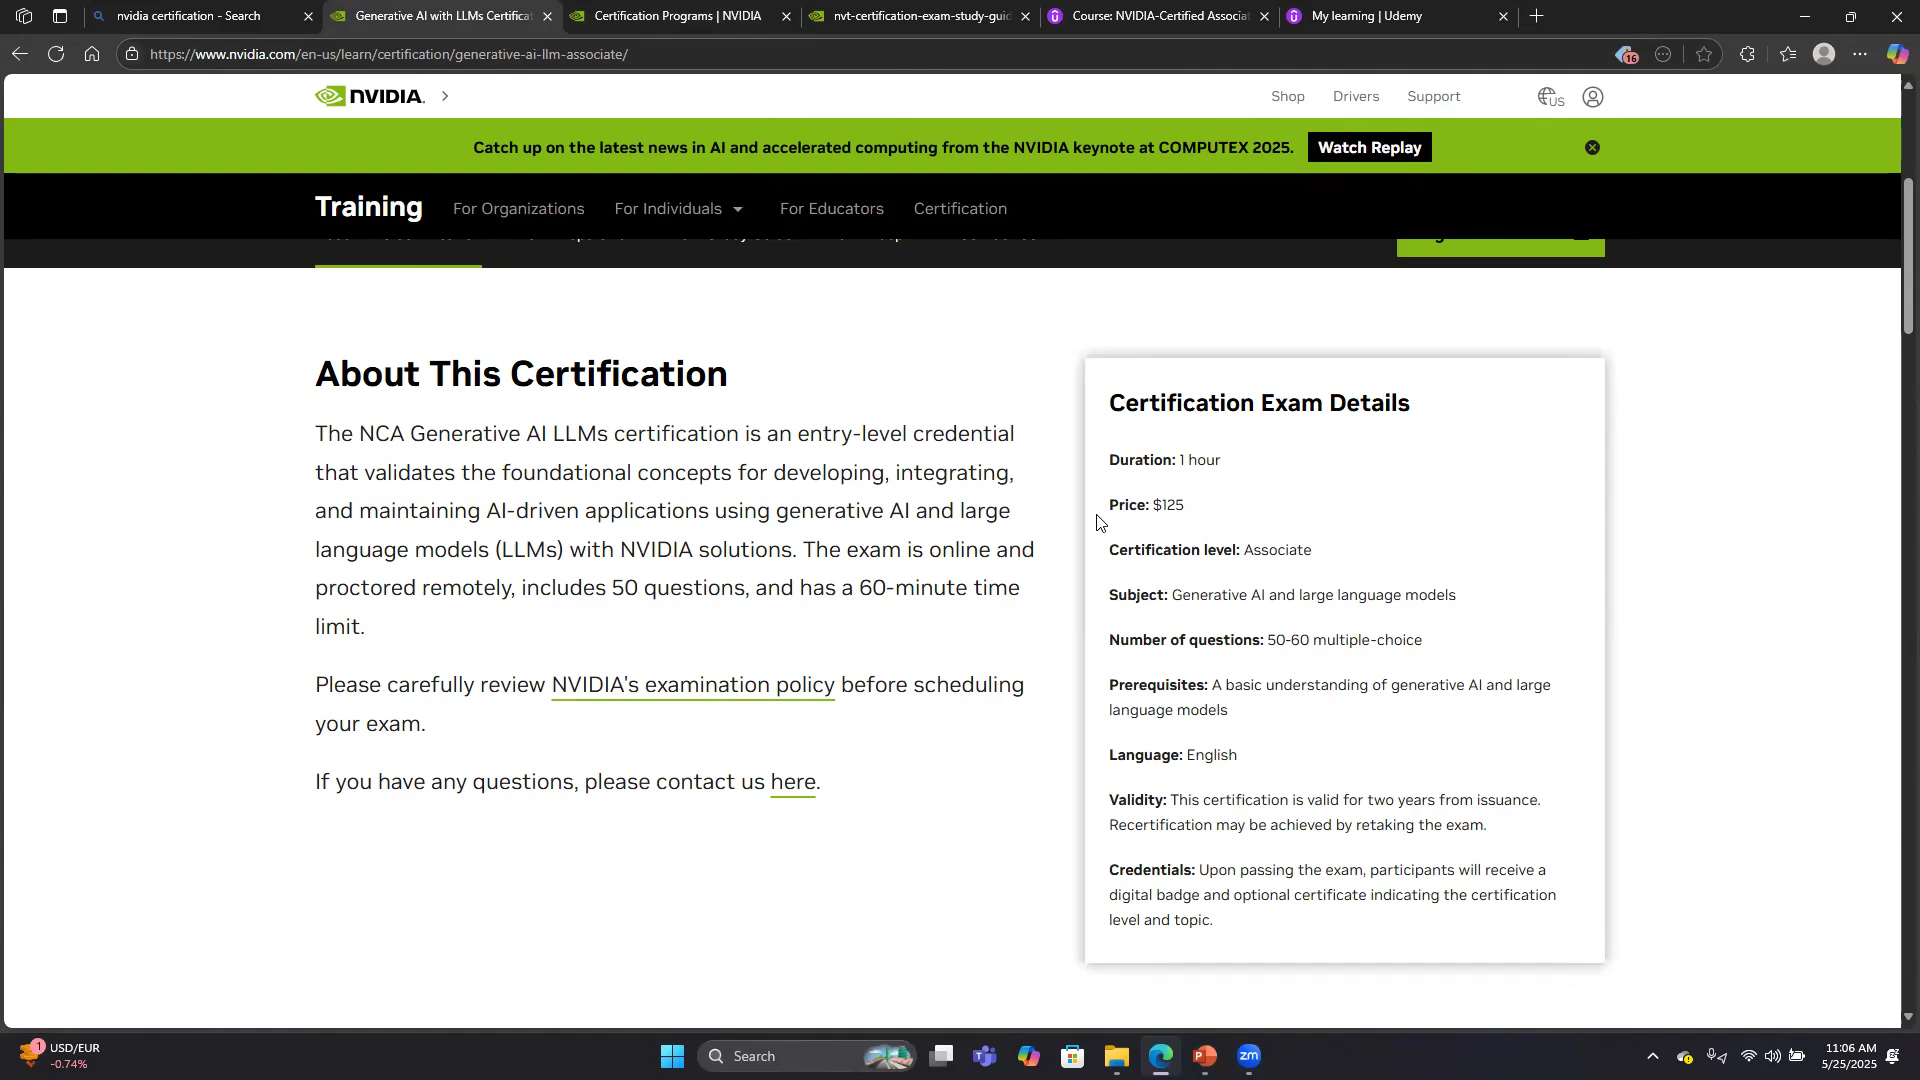 nvidia certification - Search
Generative AI with LLMs Certificat
Certification Programs | NVIDIA
nvt-certification-exam-study-guid
Course: NVIDIA-Certified Associat
My learning | Udemy
https://www.nvidia.com/en-us/learn/certification/generative-ai-llm-associate/
16
NVIDIA.
Shop
Drivers
Support
US
Catch up on the latest news in AI and accelerated computing from the NVIDIA keynote at COMPUTEX 2025.
Watch Replay
Training
For Organizations
For Individuals
For Educators
Certification
About This Certification
The NCA Generative AI LLMs certification is an entry-level credential
that validates the foundational concepts for developing, integrating,
and maintaining AI-driven applications using generative AI and large
language models (LLMs) with NVIDIA solutions. The exam is online and
proctored remotely, includes 50 questions, and has a 60-minute time
limit.
Please carefully review NVIDIA's examination policy before scheduling
your exam.
If you have any questions, please contact us here.
Certification Exam Details
Duration: 1 hour
Price: $125
Certification level: Associate
Subject: Generative AI and large language models
Number of questions: 50-60 multiple-choice
Prerequisites: A basic understanding of generative AI and large
language models
Language: English
Validity: This certification is valid for two years from issuance.
Recertification may be achieved by retaking the exam.
Credentials: Upon passing the exam, participants will receive a
digital badge and optional certificate indicating the certification
level and topic.
1
USD/EUR
-0.74%
Search
zm
11:06 AM
5/25/2025